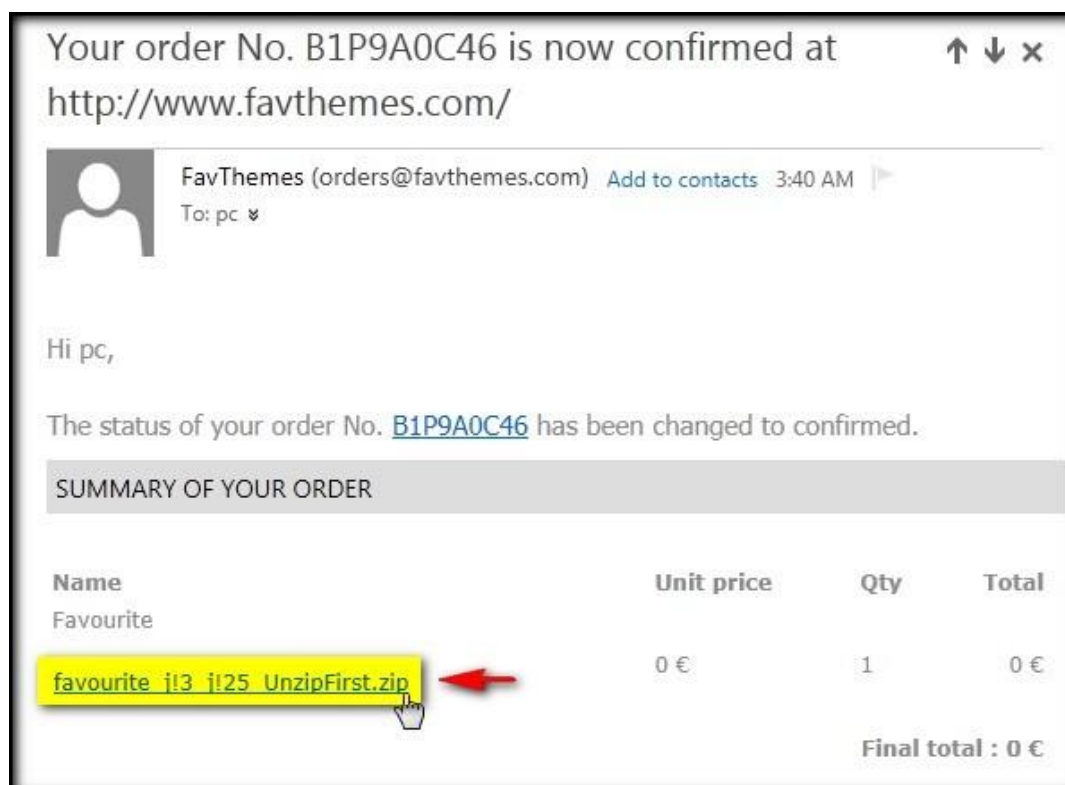 Your order No. B1P9A0C46 is now confirmed at
http://www.favthemes.com/
FavThemes (orders@favthemes.com) Add to contacts 3:40 AM
To: pc
Hi pc,
The status of your order No. B1P9A0C46 has been changed to confirmed.
SUMMARY OF YOUR ORDER
Name Unit price Qty Total
Favourite
favourite_j!3_j!25_UnzipFirst.zip 0 € 1 0 €
Final total : 0 €